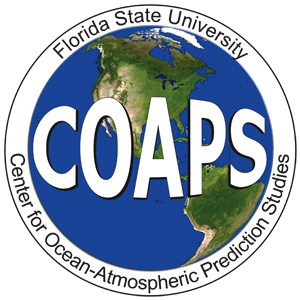 Florida State University
COAPS
Center for Ocean-Atmospheric Prediction Studies